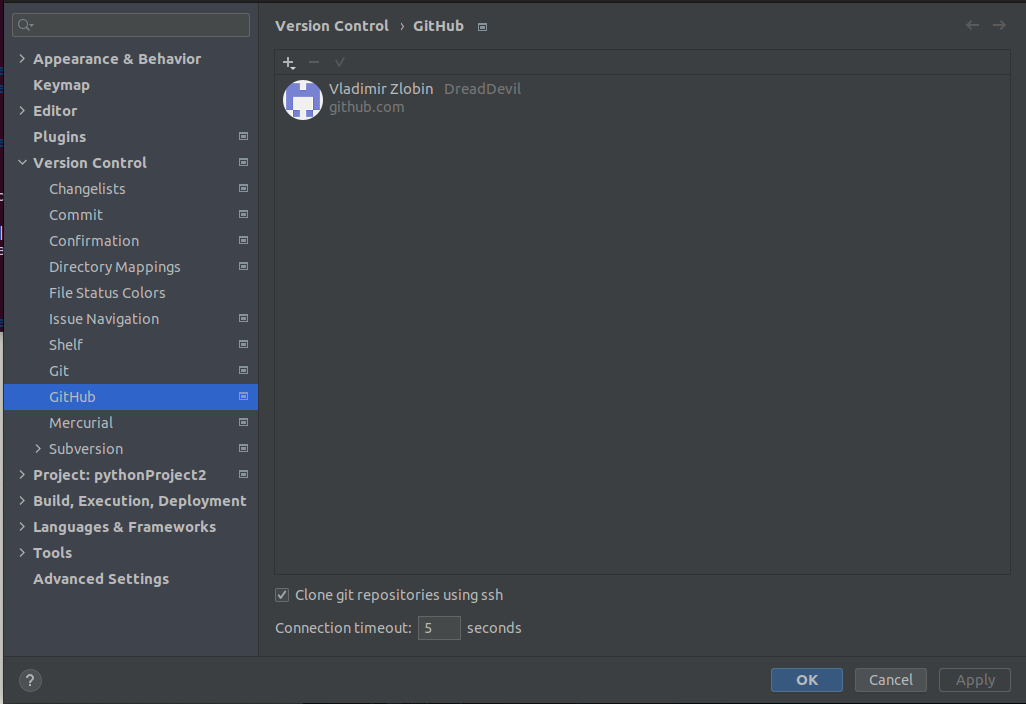 Appearance & Behavior
Keymap
Editor
Plugins
Version Control
Changelists
Commit
Confirmation
Directory Mappings
File Status Colors
Issue Navigation
Shelf
Git
GitHub
Mercurial
Subversion
Project: pythonProject2
Build, Execution, Deployment
Languages & Frameworks
Tools
Advanced Settings
?
Version Control › GitHub
Vladimir Zlobin DreadDevil
github.com
Clone git repositories using ssh
Connection timeout: 5 seconds
OK Cancel Apply